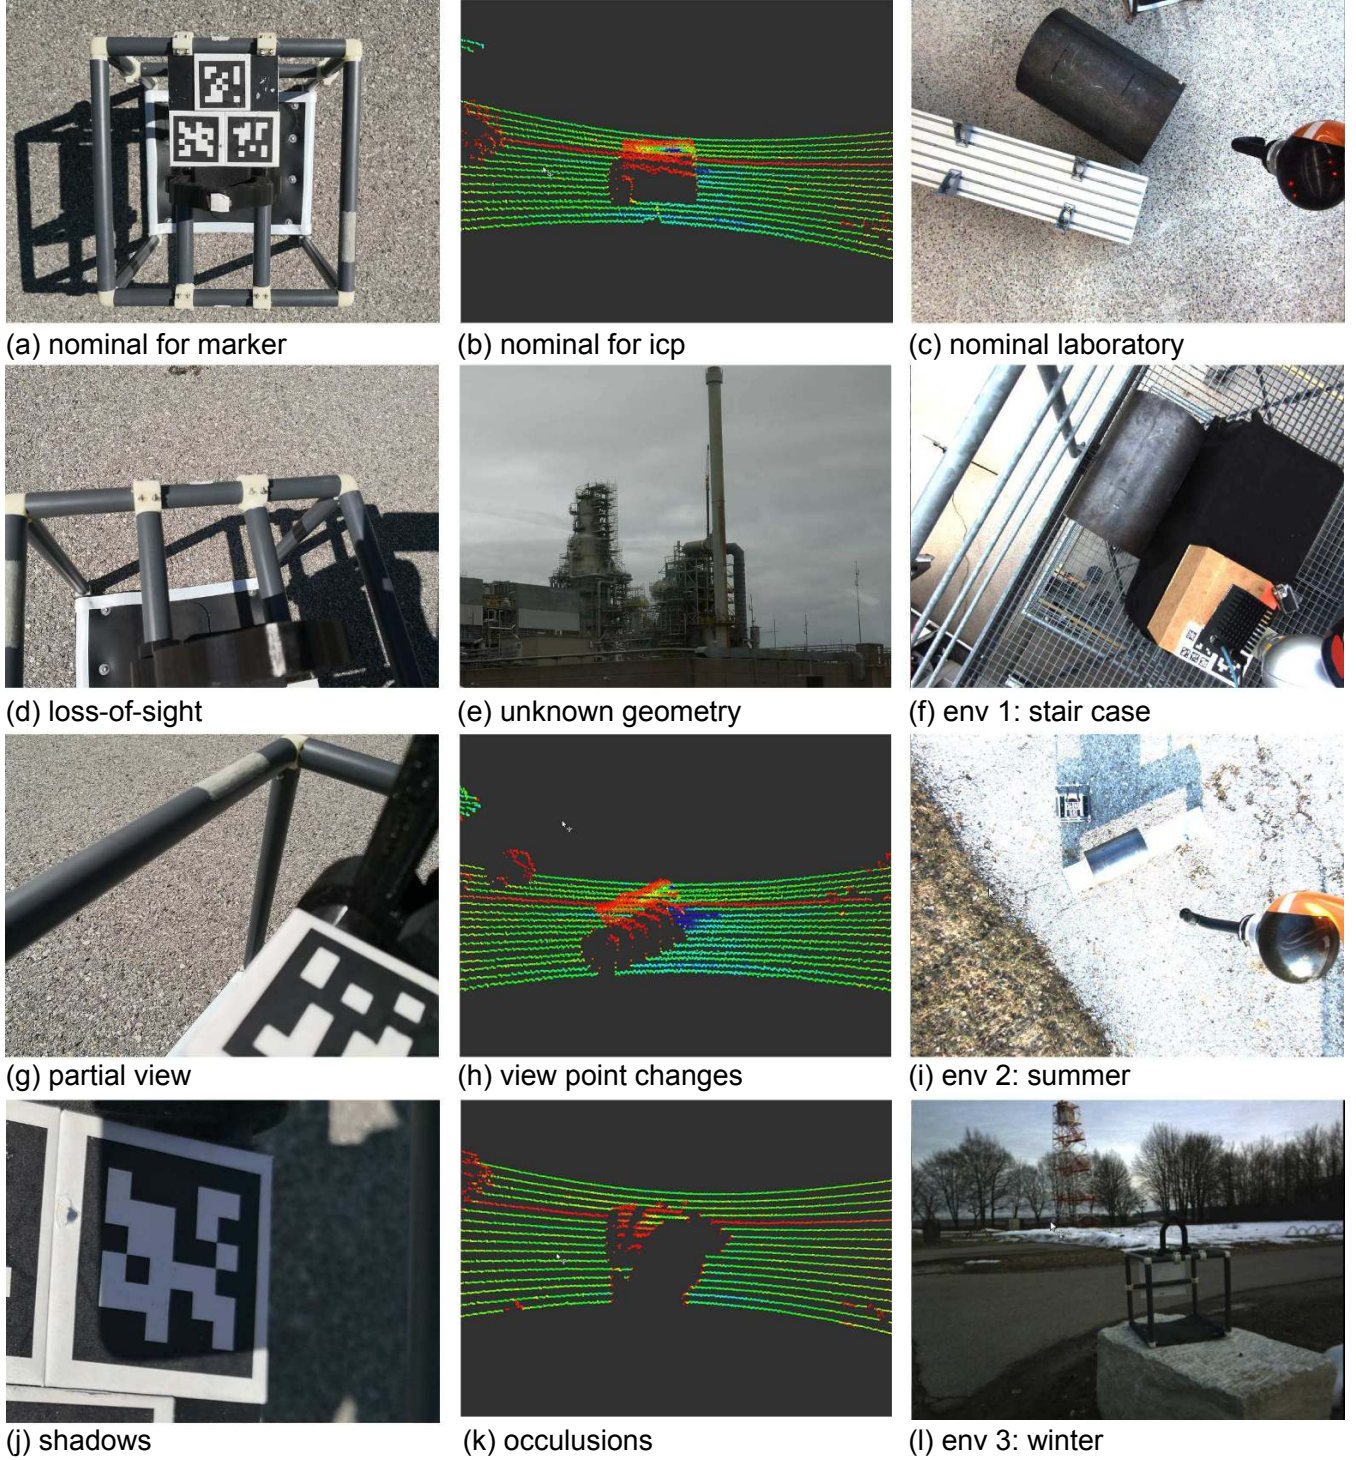 (a) nominal for marker
(b) nominal for icp
(c) nominal laboratory
(d) loss-of-sight
(e) unknown geometry
(f) env 1: stair case
(g) partial view
(h) view point changes
(i) env 2: summer
(j) shadows
(k) occulusions
(l) env 3: winter